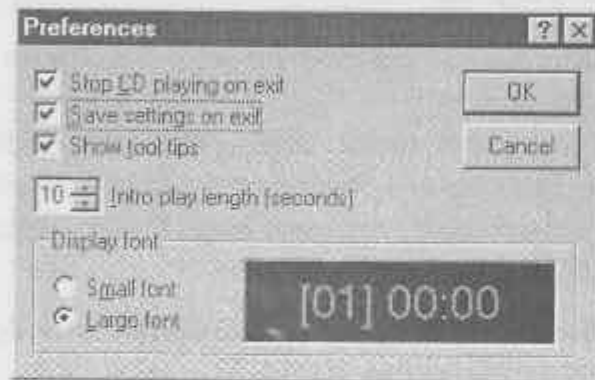 Preferences
Stop CD playing on exit
Save settings on exit
Show tool tips
OK
Cancel
10 Intro play length (seconds)
Display font
Small font
Large font
[01] 00:00